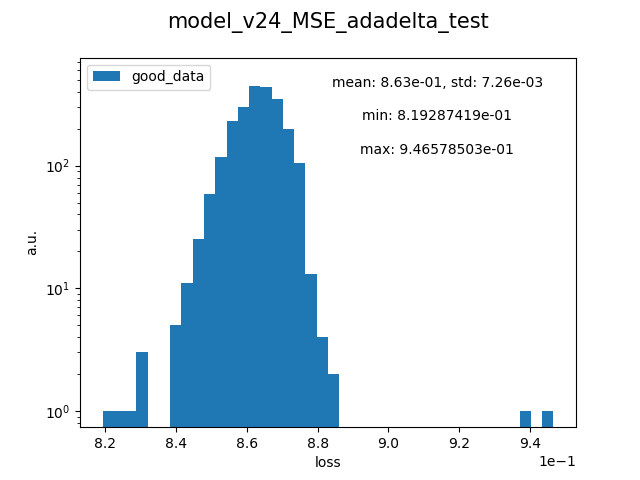 model_v24_MSE_adadelta_test
good_data
mean: 8.63e-01, std: 7.26e-03
min: 8.19287419e-01
max: 9.46578503e-01
a.u.
10²
10¹
10⁰
8.2 8.4 8.6 8.8 9.0 9.2 9.4
1e−1
loss